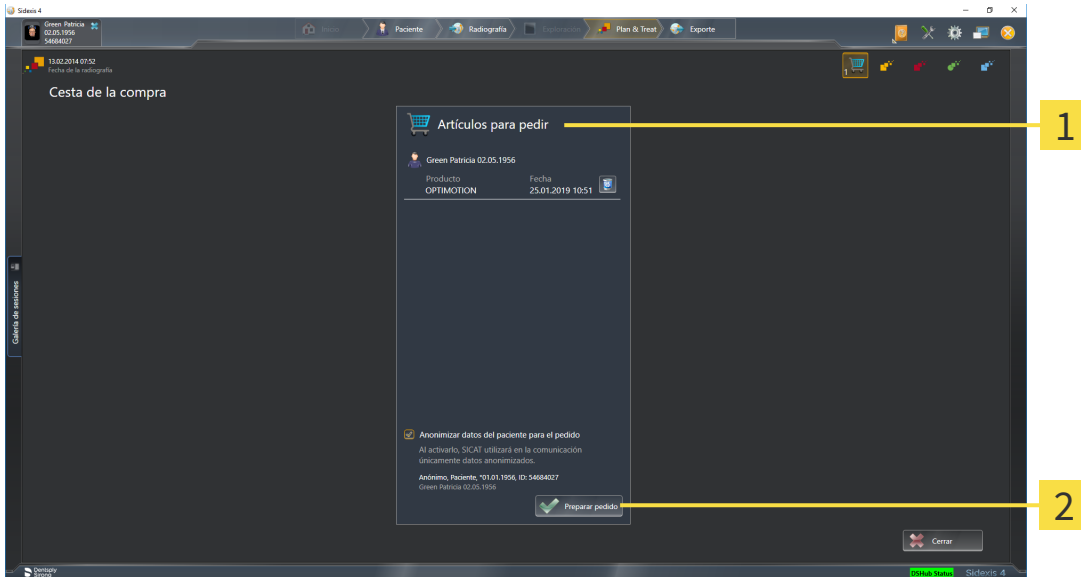 Sidexis 4
Green Patricia
02.05.1956
54684027
Inicio
Paciente
Radiografía
Exploración
Plan & Treat
Exporte
13.02.2014 07:52
Fecha de la radiografía
1
Cesta de la compra
Artículos para pedir
1
Green Patricia 02.05.1956
Producto Fecha
OPTIMOTION 25.01.2019 10:51
Galería de sesiones
Anonimizar datos del paciente para el pedido
Al activarlo, SICAT utilizará en la comunicación
únicamente datos anonimizados.
Anónimo, Paciente, *01.01.1956, ID: 54684027
Green Patricia 02.05.1956
Preparar pedido
2
Cerrar
Dentsply
Sirona
DSHub Status
Sidexis 4